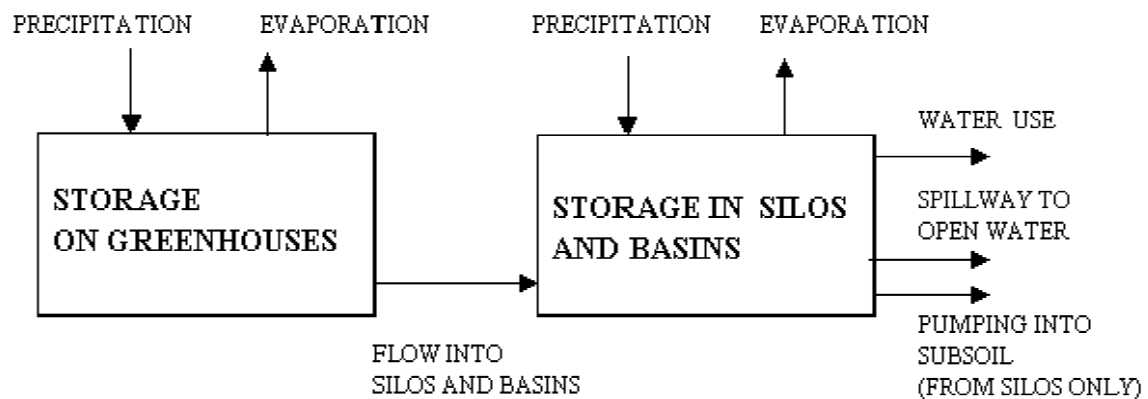 PRECIPITATION EVAPORATION PRECIPITATION EVAPORATION
WATER USE
STORAGE
ON GREENHOUSES
STORAGE IN SILOS
AND BASINS
SPILLWAY TO
OPEN WATER
FLOW INTO
SILOS AND BASINS
PUMPING INTO
SUBSOIL
(FROM SILOS ONLY)